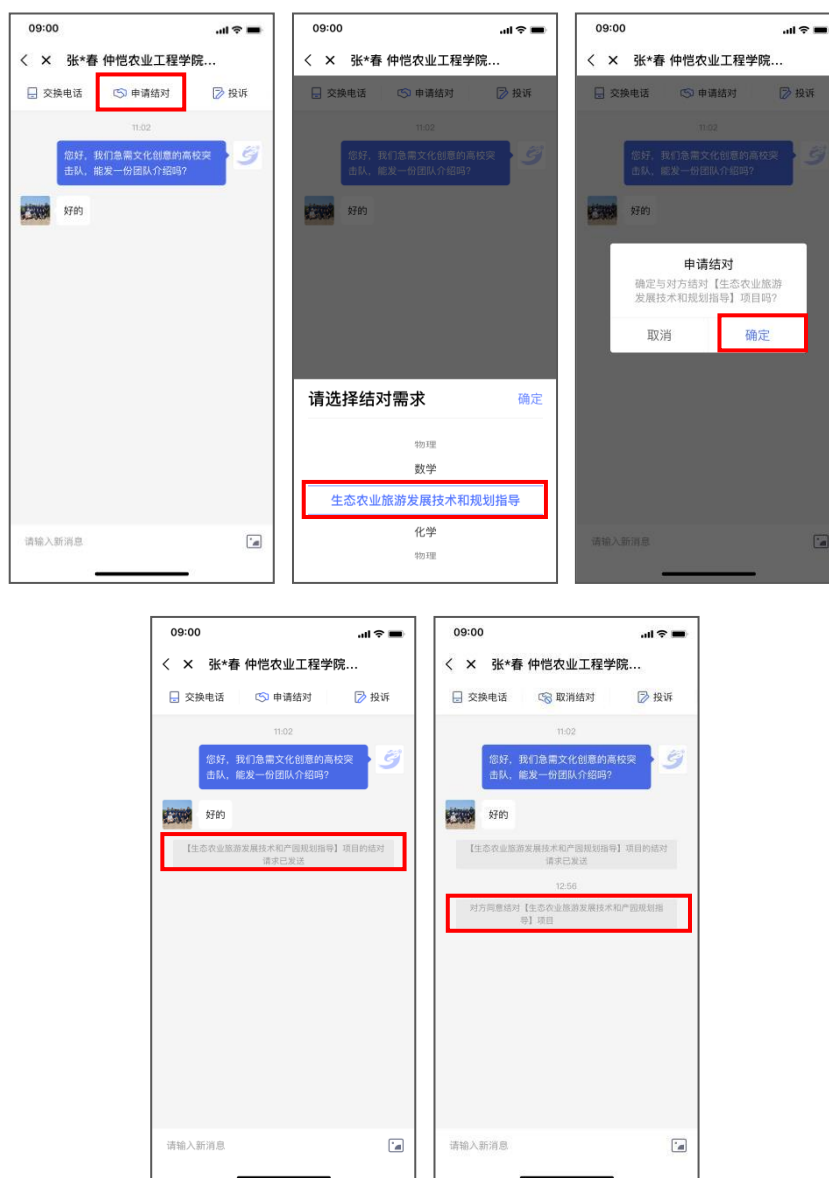 09:00
张*春 仲恺农业工程学院...
交换电话
申请结对
投诉
11:02
您好，我们急需文化创意的高校突
击队，能发一份团队介绍吗？
好的
请输入新消息
09:00
张*春 仲恺农业工程学院...
交换电话
申请结对
投诉
11:02
您好，我们急需文化创意的高校突
击队，能发一份团队介绍吗？
好的
请选择结对需求
确定
物理
数学
生态农业旅游发展技术和规划指导
化学
物理
09:00
张*春 仲恺农业工程学院...
交换电话
申请结对
投诉
11:02
您好，我们急需文化创意的高校突
击队，能发一份团队介绍吗？
好的
申请结对
确定与对方结对【生态农业旅游
发展技术和规划指导】项目吗？
取消
确定
请输入新消息
09:00
张*春 仲恺农业工程学院...
交换电话
申请结对
投诉
11:02
您好，我们急需文化创意的高校突
击队，能发一份团队介绍吗？
好的
【生态农业旅游发展技术和产园规划指导】项目的结对
请求已发送
请输入新消息
09:00
张*春 仲恺农业工程学院...
交换电话
取消结对
投诉
11:02
您好，我们急需文化创意的高校突
击队，能发一份团队介绍吗？
好的
【生态农业旅游发展技术和产园规划指导】项目的结对
请求已发送
12:56
对方同意结对【生态农业旅游发展技术和产园规划指
导】项目
请输入新消息